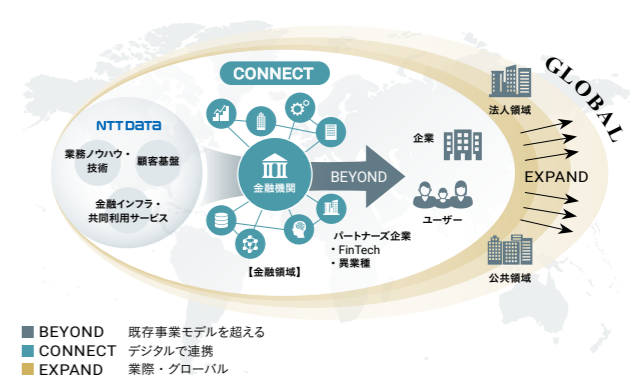 CONNECT
GLOBAL
NTT DATA
業務ノウハウ・
技術
顧客基盤
金融インフラ・
共同利用サービス
金融機関
BEYOND
企業
ユーザー
法人領域
EXPAND
公共領域
パートナーズ企業
・FinTech
・異業種
【金融領域】
BEYOND 既存事業モデルを超える
CONNECT デジタルで連携
EXPAND 業際・グローバル